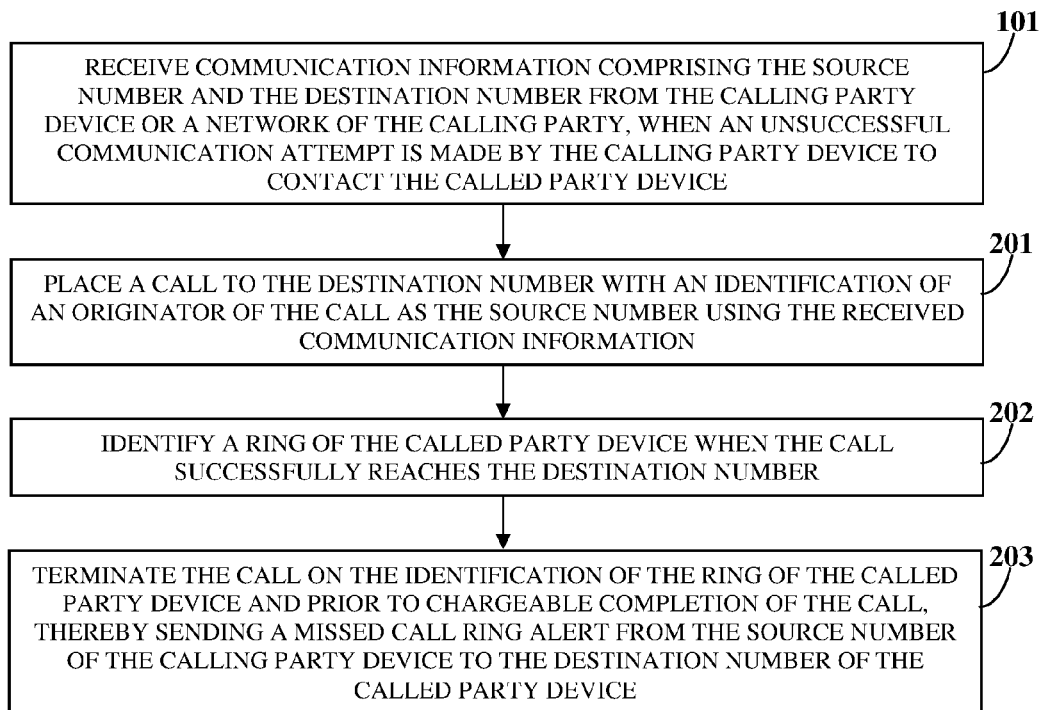 101
RECEIVE COMMUNICATION INFORMATION COMPRISING THE SOURCE
NUMBER AND THE DESTINATION NUMBER FROM THE CALLING PARTY
DEVICE OR A NETWORK OF THE CALLING PARTY, WHEN AN UNSUCCESSFUL
COMMUNICATION ATTEMPT IS MADE BY THE CALLING PARTY DEVICE TO
CONTACT THE CALLED PARTY DEVICE
201
PLACE A CALL TO THE DESTINATION NUMBER WITH AN IDENTIFICATION OF
AN ORIGINATOR OF THE CALL AS THE SOURCE NUMBER USING THE RECEIVED
COMMUNICATION INFORMATION
202
IDENTIFY A RING OF THE CALLED PARTY DEVICE WHEN THE CALL
SUCCESSFULLY REACHES THE DESTINATION NUMBER
203
TERMINATE THE CALL ON THE IDENTIFICATION OF THE RING OF THE CALLED
PARTY DEVICE AND PRIOR TO CHARGEABLE COMPLETION OF THE CALL,
THEREBY SENDING A MISSED CALL RING ALERT FROM THE SOURCE NUMBER
OF THE CALLING PARTY DEVICE TO THE DESTINATION NUMBER OF THE
CALLED PARTY DEVICE